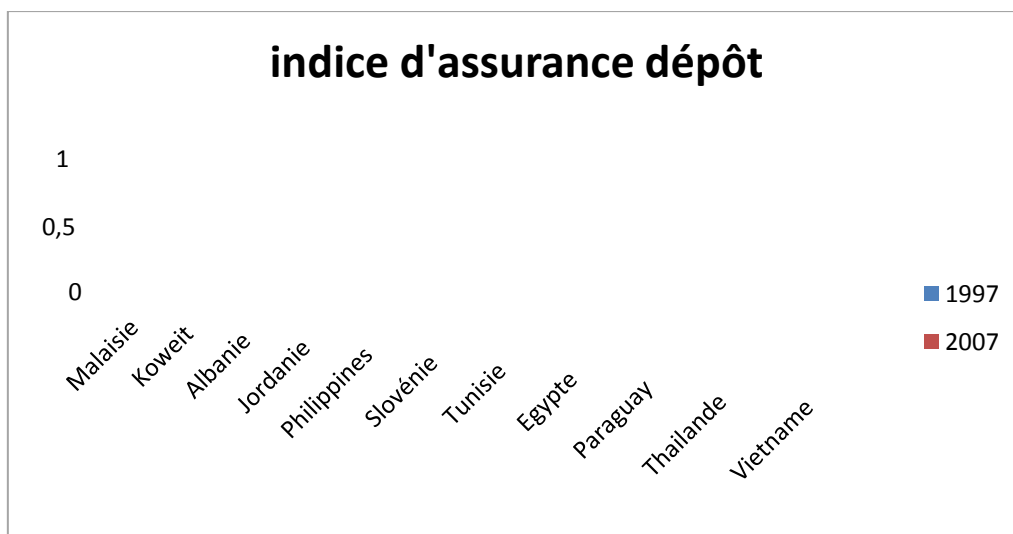 indice d'assurance dépôt
1
0,5
0
Malaisie
Koweit
Albanie
Jordanie
Philippines
Slovénie
Tunisie
Egypte
Paraguay
Thailande
Vietname
1997
2007